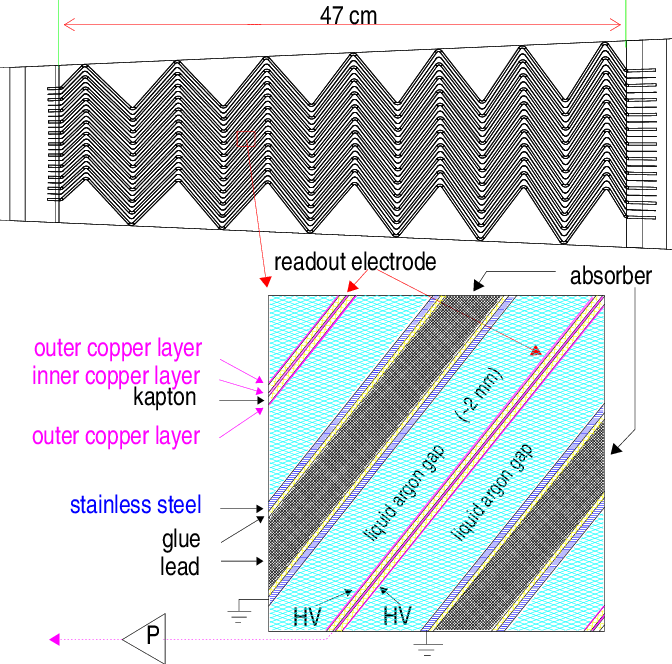 47 cm
readout electrode
absorber
outer copper layer
inner copper layer
kapton
outer copper layer
(~2 mm)
liquid argon gap
liquid argon gap
stainless steel
glue
lead
HV
HV
P